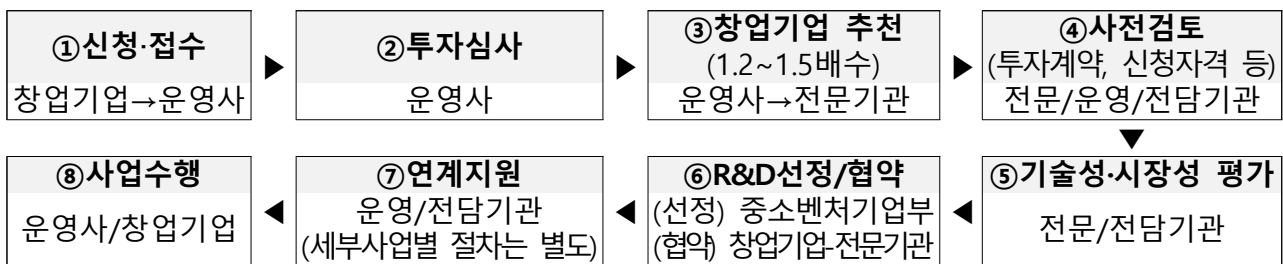 ①신청·접수
창업기업→운영사
▶
②투자심사
운영사
▶
③창업기업 추천
(1.2~1.5배수)
운영사→전문기관
▶
④사전검토
(투자계약, 신청자격 등)
전문/운영/전담기관
▼
⑤기술성·시장성 평가
전문/전담기관
◀
⑥R&D선정/협약
(선정) 중소벤처기업부
(협약) 창업기업-전문기관
◀
⑦연계지원
운영/전담기관
(세부사업별 절차는 별도)
◀
⑧사업수행
운영사/창업기업